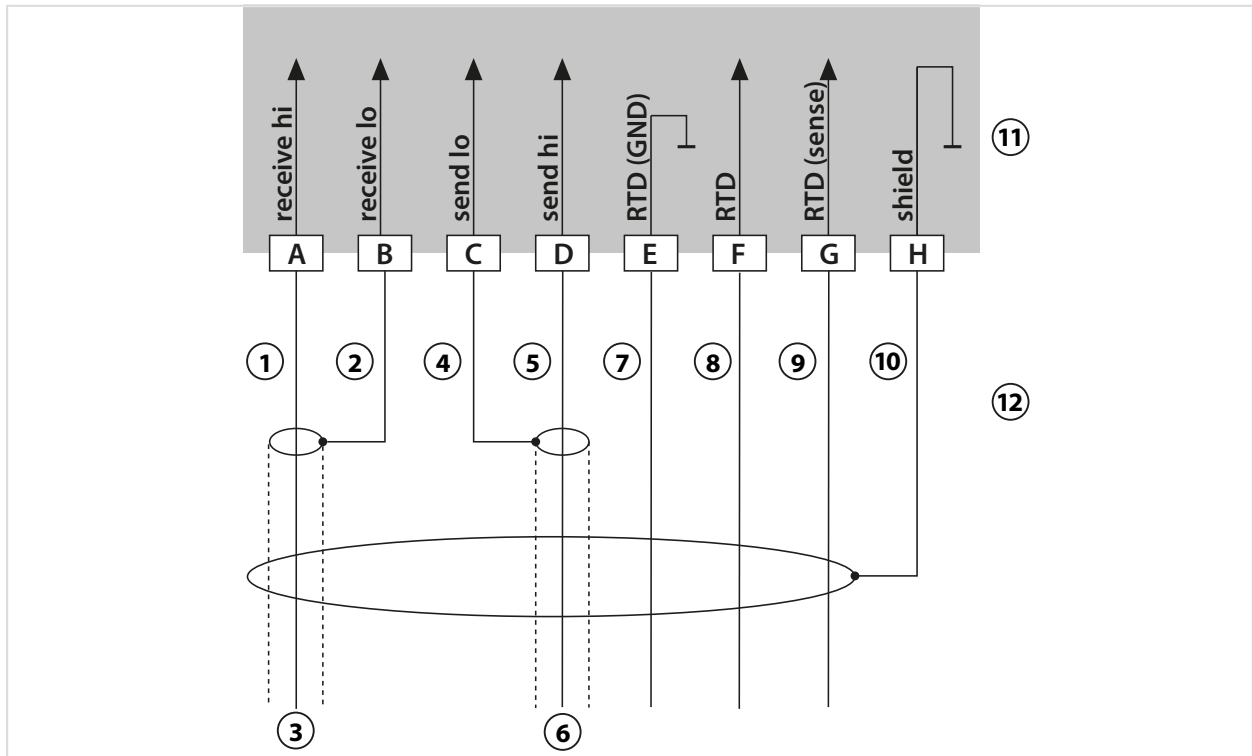 receive hi
receive lo
send lo
send hi
RTD (GND)
RTD
RTD (sense)
shield
11
A B C D E F G H
1 2 4 5 7 8 9 10
12
3 6